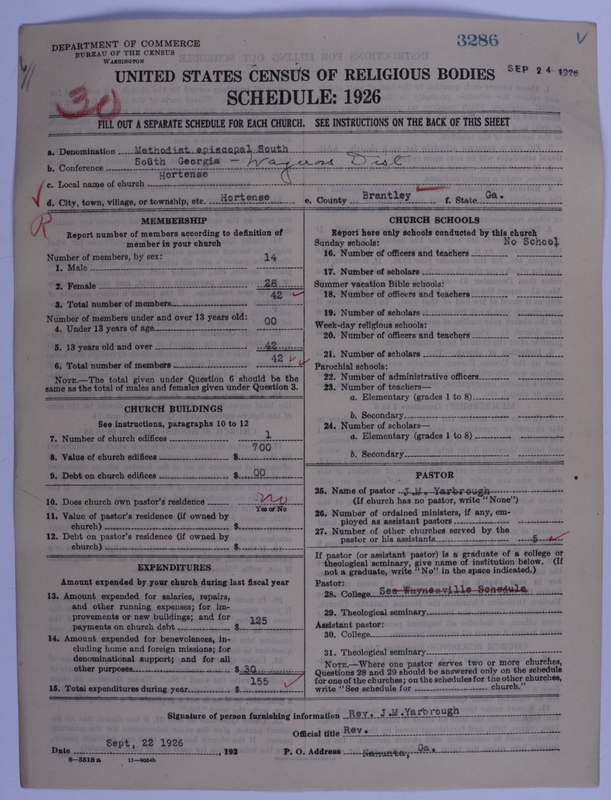 3286
DEPARTMENT OF COMMERCE
BUREAU OF THE CENSUS
WASHINGTON
SEP 24 1926
UNITED STATES CENSUS OF RELIGIOUS BODIES
SCHEDULE: 1926
30
FILL OUT A SEPARATE SCHEDULE FOR EACH CHURCH. SEE INSTRUCTIONS ON THE BACK OF THIS SHEET
a. Denomination Methodist episcopal South
b. Conference South Georgia – Waycross Dist
c. Local name of church Hortense
d. City, town, village, or township, etc. Hortense e. County Brantley f. State Ga.
R
MEMBERSHIP
Report number of members according to definition of
member in your church
Number of members, by sex:
1. Male 14
2. Female 28
3. Total number of members 42
Number of members under and over 13 years old:
4. Under 13 years of age 00
5. 13 years old and over 42
6. Total number of members 42
NOTE.—The total given under Question 6 should be the
same as the total of males and females given under Question 3.
CHURCH BUILDINGS
See instructions, paragraphs 10 to 12
7. Number of church edifices 1
8. Value of church edifices $ 700
9. Debt on church edifices $ 00
10. Does church own pastor's residence No
Yes or No
11. Value of pastor's residence (if owned by
church) $
12. Debt on pastor's residence (if owned by
church) $
EXPENDITURES
Amount expended by your church during last fiscal year
13. Amount expended for salaries, repairs,
and other running expenses; for im-
provements or new buildings; and for
payments on church debt $ 125
14. Amount expended for benevolences, in-
cluding home and foreign missions; for
denominational support; and for all
other purposes $ 30
15. Total expenditures during year $ 155
CHURCH SCHOOLS
Report here only schools conducted by this church
Sunday schools: No School
16. Number of officers and teachers
17. Number of scholars
Summer vacation Bible schools:
18. Number of officers and teachers
19. Number of scholars
Week-day religious schools:
20. Number of officers and teachers
21. Number of scholars
Parochial schools:
22. Number of administrative officers
23. Number of teachers—
a. Elementary (grades 1 to 8)
b. Secondary
24. Number of scholars—
a. Elementary (grades 1 to 8)
b. Secondary
PASTOR
25. Name of pastor J.M. Yarbrough
(If church has no pastor, write "None")
26. Number of ordained ministers, if any, em-
ployed as assistant pastors
27. Number of other churches served by the
pastor or his assistants 5
If pastor (or assistant pastor) is a graduate of a college or
theological seminary, give name of institution below. (If
not a graduate, write "No" in the space indicated.)
Pastor:
28. College See Waynesville Schedule
29. Theological seminary
Assistant pastor:
30. College
31. Theological seminary
NOTE.—Where one pastor serves two or more churches,
Questions 28 and 29 should be answered only on the schedule
for one of the churches; on the schedules for the other churches,
write "See schedule for church."
Signature of person furnishing information Rev. J.M.Yarbrough
Official title Rev.
Date Sept, 22 1926, 192 P. O. Address Nahunta, Ga.
8—5518a 11—9664b